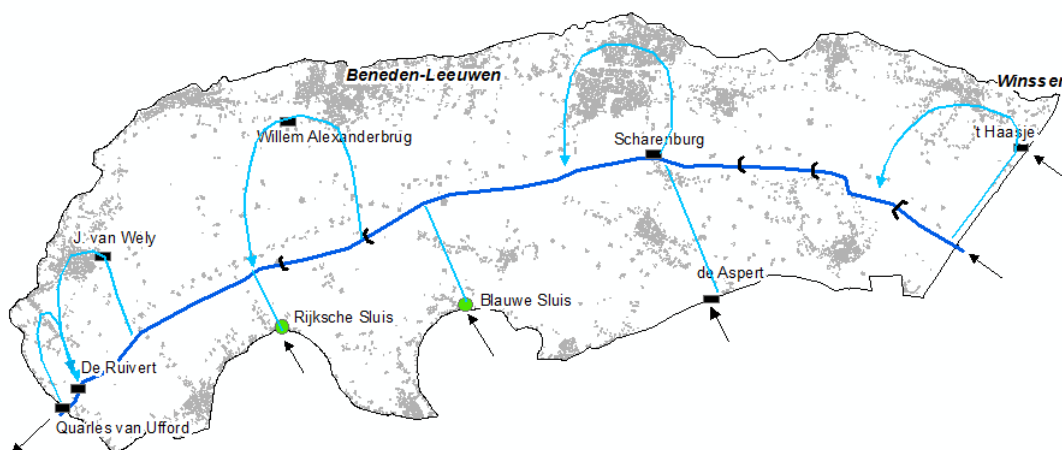 Beneden-Leeuwen
Winssen
Willem Alexanderbrug
Scharenburg
't Haasje
J. van Wely
de Aspert
Blauwe Sluis
Rijksche Sluis
De Ruivert
Quarles van Ufford